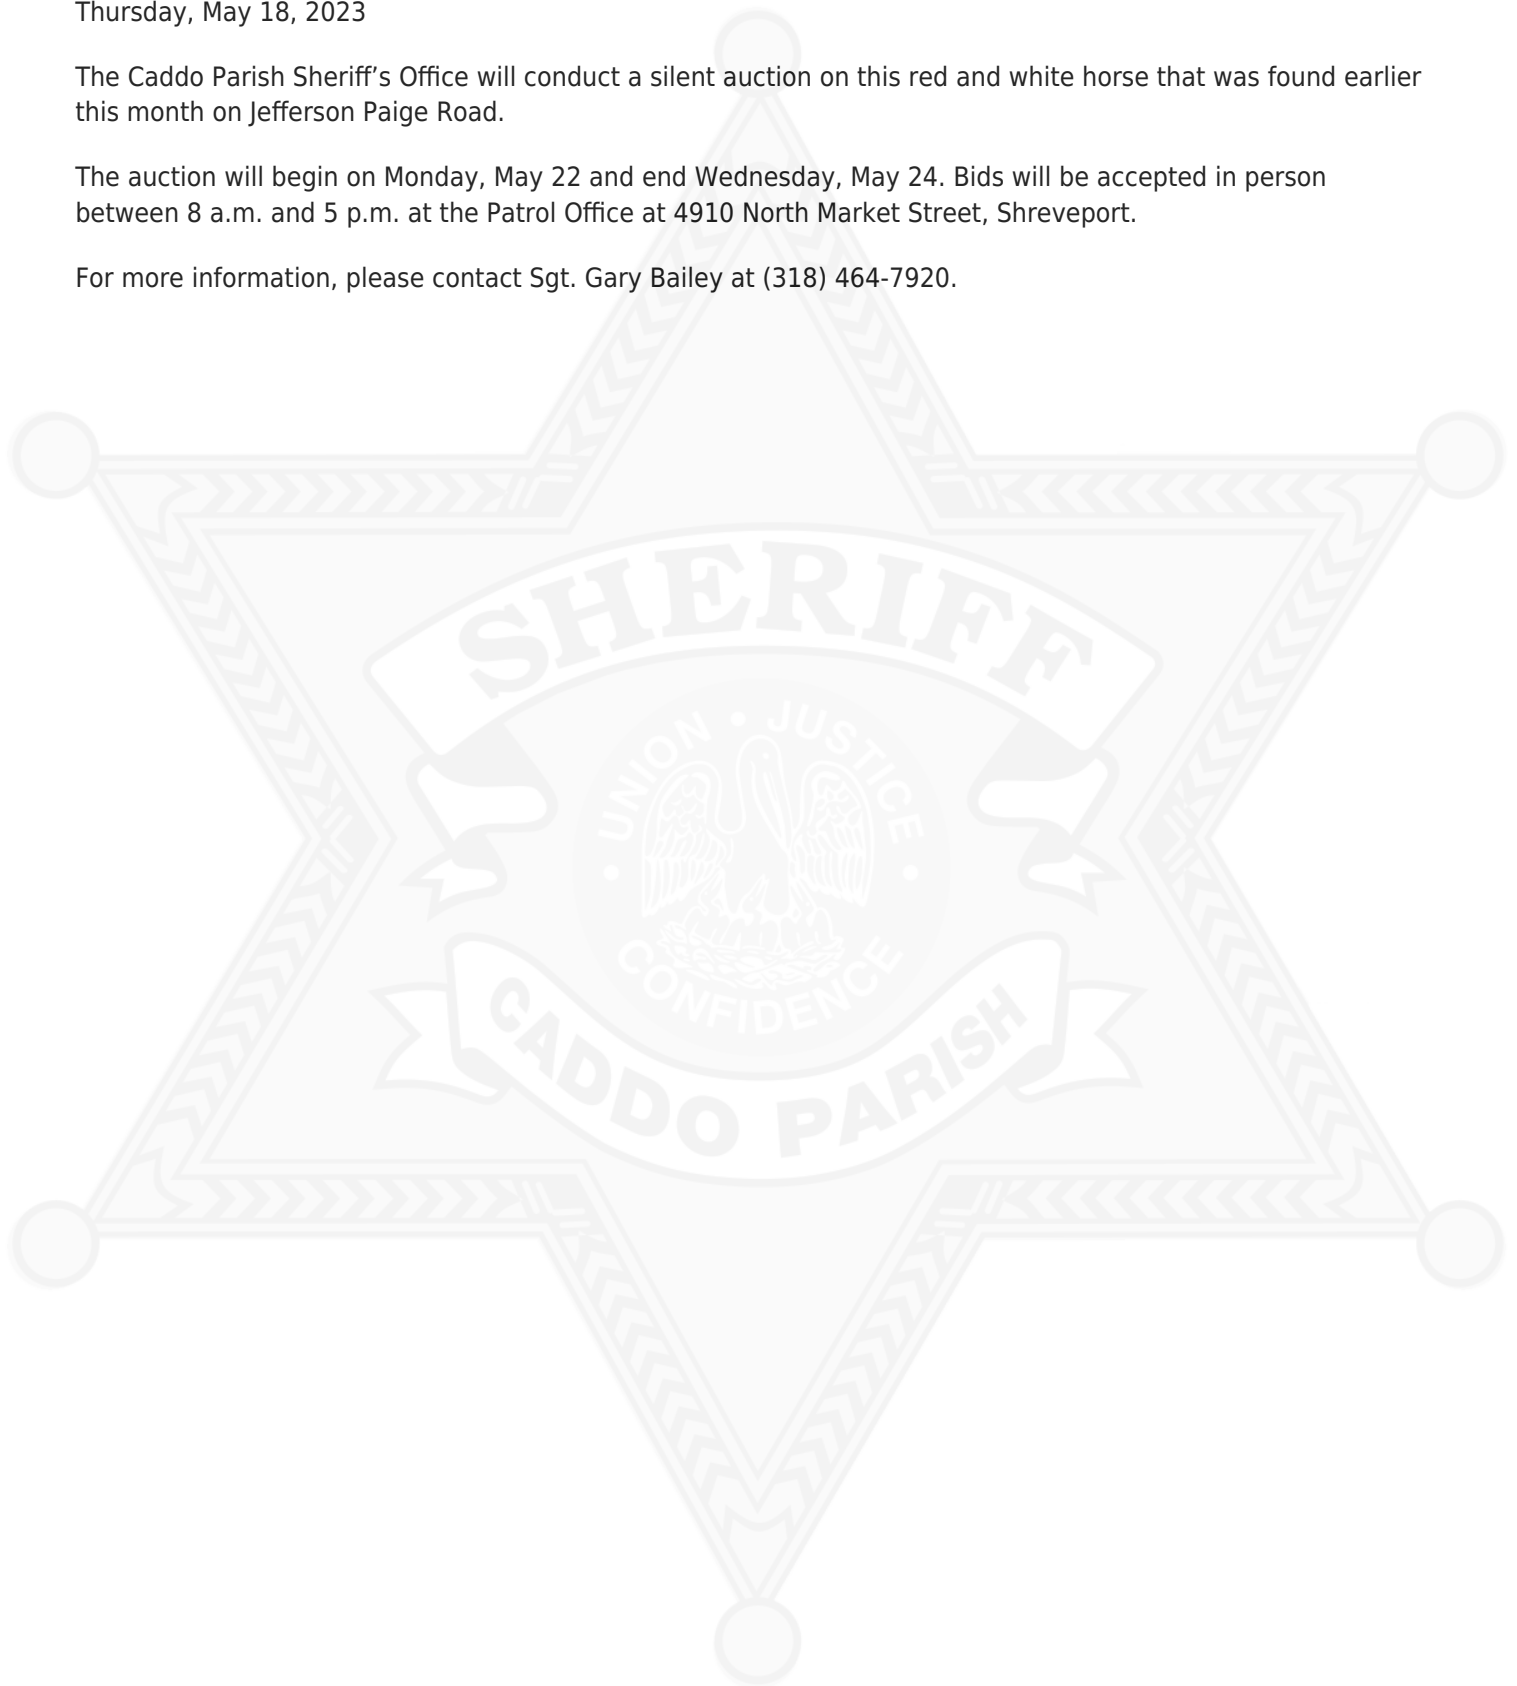 Thursday, May 18, 2023
The Caddo Parish Sheriff’s Office will conduct a silent auction on this red and white horse that was found earlier
this month on Jefferson Paige Road.
The auction will begin on Monday, May 22 and end Wednesday, May 24. Bids will be accepted in person
between 8 a.m. and 5 p.m. at the Patrol Office at 4910 North Market Street, Shreveport.
For more information, please contact Sgt. Gary Bailey at (318) 464-7920.
SHERIFF
UNION • JUSTICE
• CONFIDENCE •
CADDO PARISH